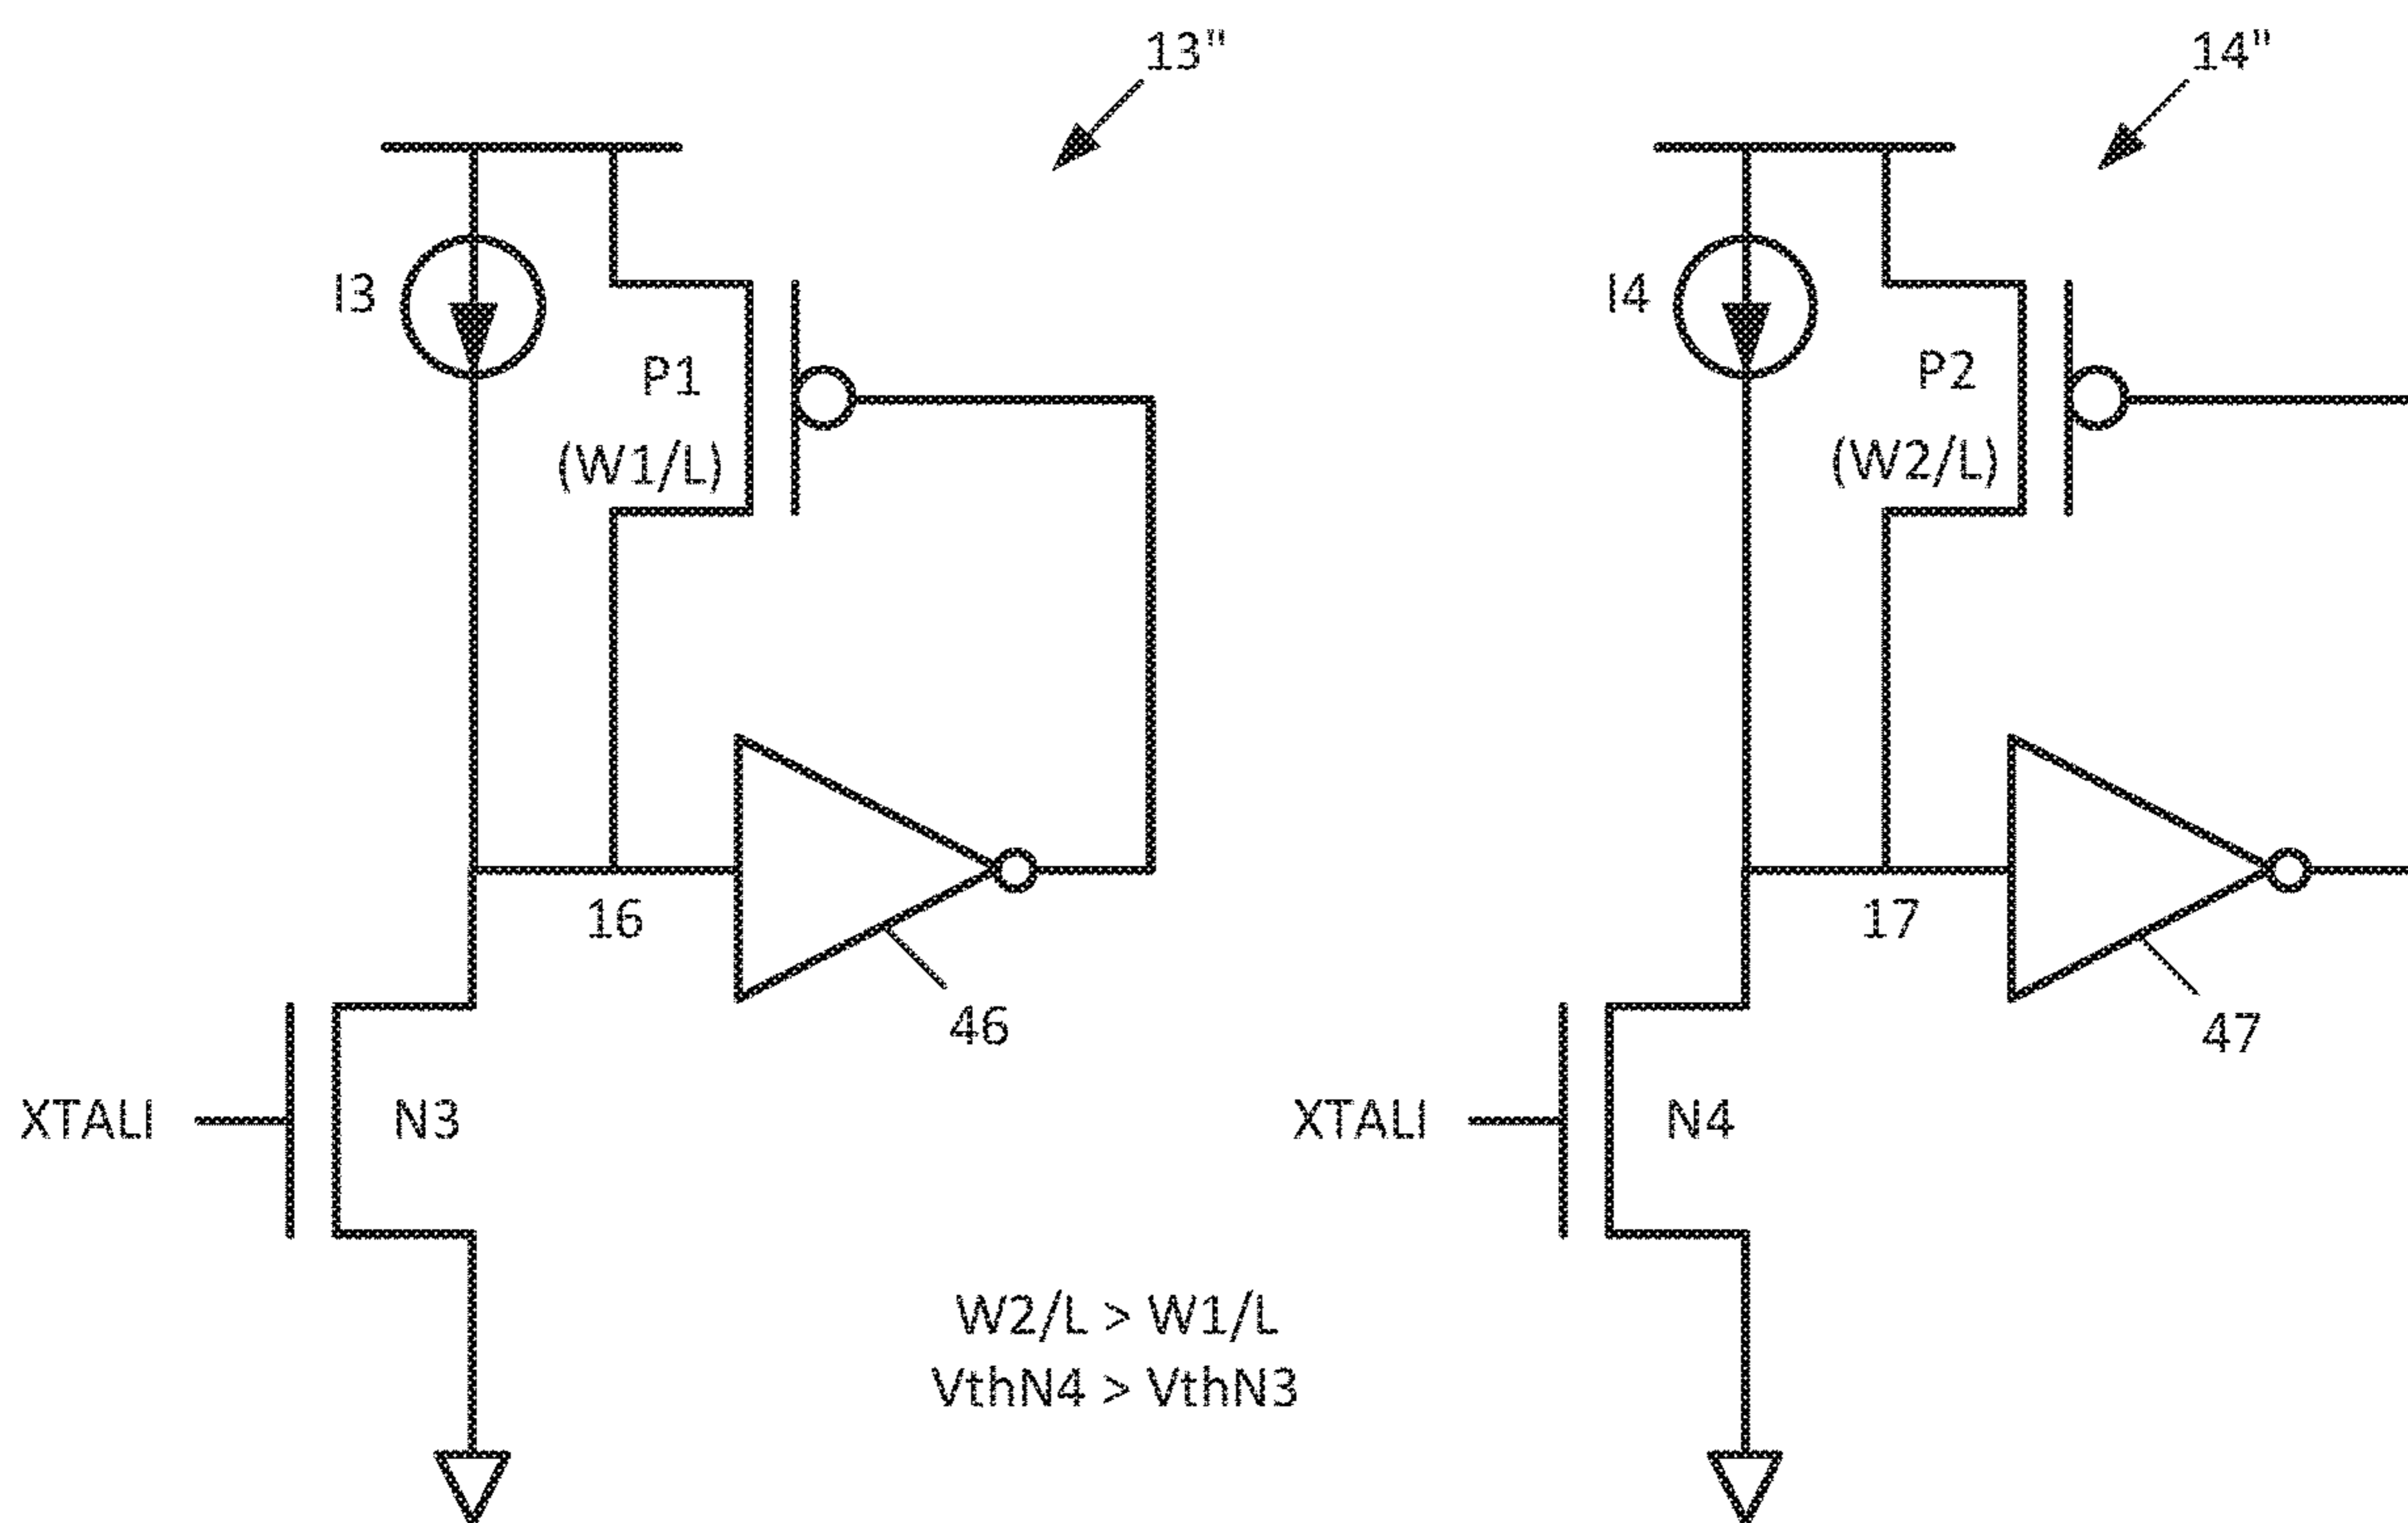 13"
14"
I3
P1
(W1/L)
I4
P2
(W2/L)
16
46
17
47
XTALI
N3
XTALI
N4
W2/L > W1/L
VthN4 > VthN3